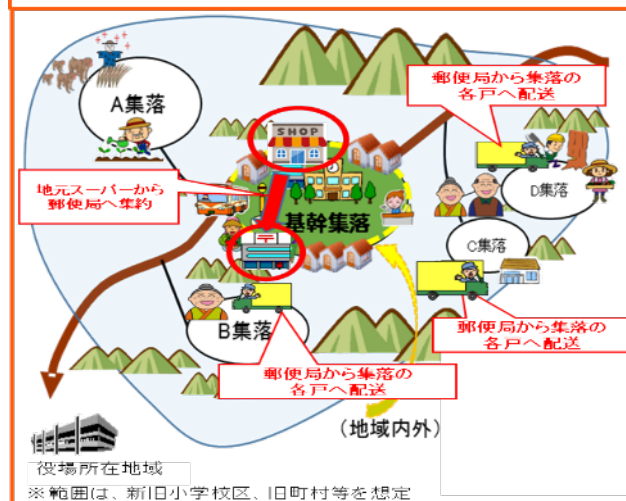 郵便局から集落の
各戸へ配送
A集落
SHOP
地元スーパーから
郵便局へ集約
基幹集落
〒
D集落
C集落
B集落
郵便局から集落の
各戸へ配送
郵便局から集落の
各戸へ配送
(地域内外)
役場所在地域
※範囲は、新旧小学校区、旧町村等を想定